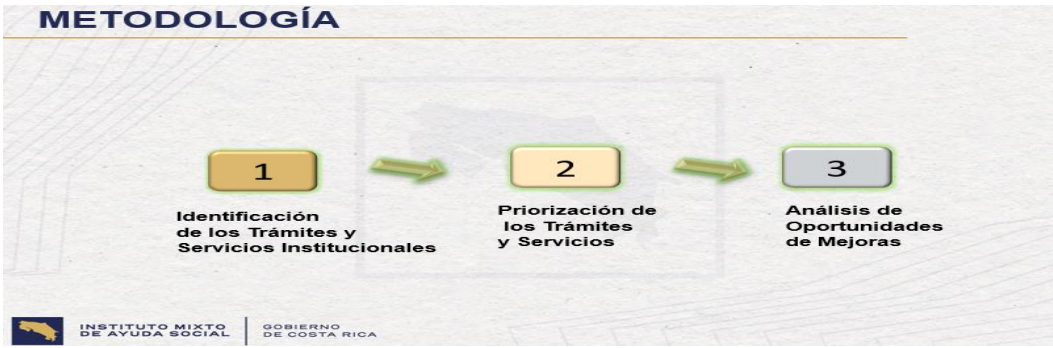 METODOLOGÍA
1
2
3
Identificación
de los Trámites y
Servicios Institucionales
Priorización de
los Trámites
y Servicios
Análisis de
Oportunidades
de Mejoras
INSTITUTO MIXTO
DE AYUDA SOCIAL
GOBIERNO
DE COSTA RICA